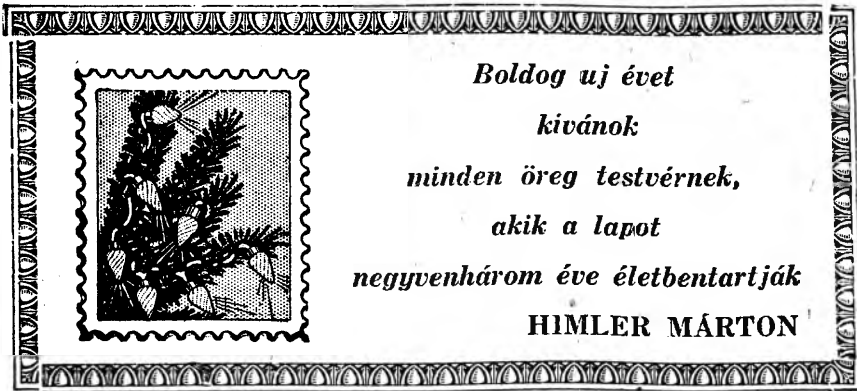 Boldog uj évet
kivánok
minden öreg testvérnek,
akik a lapot
negyvenhárom éve életbentartják
HIMLER MÁRTON